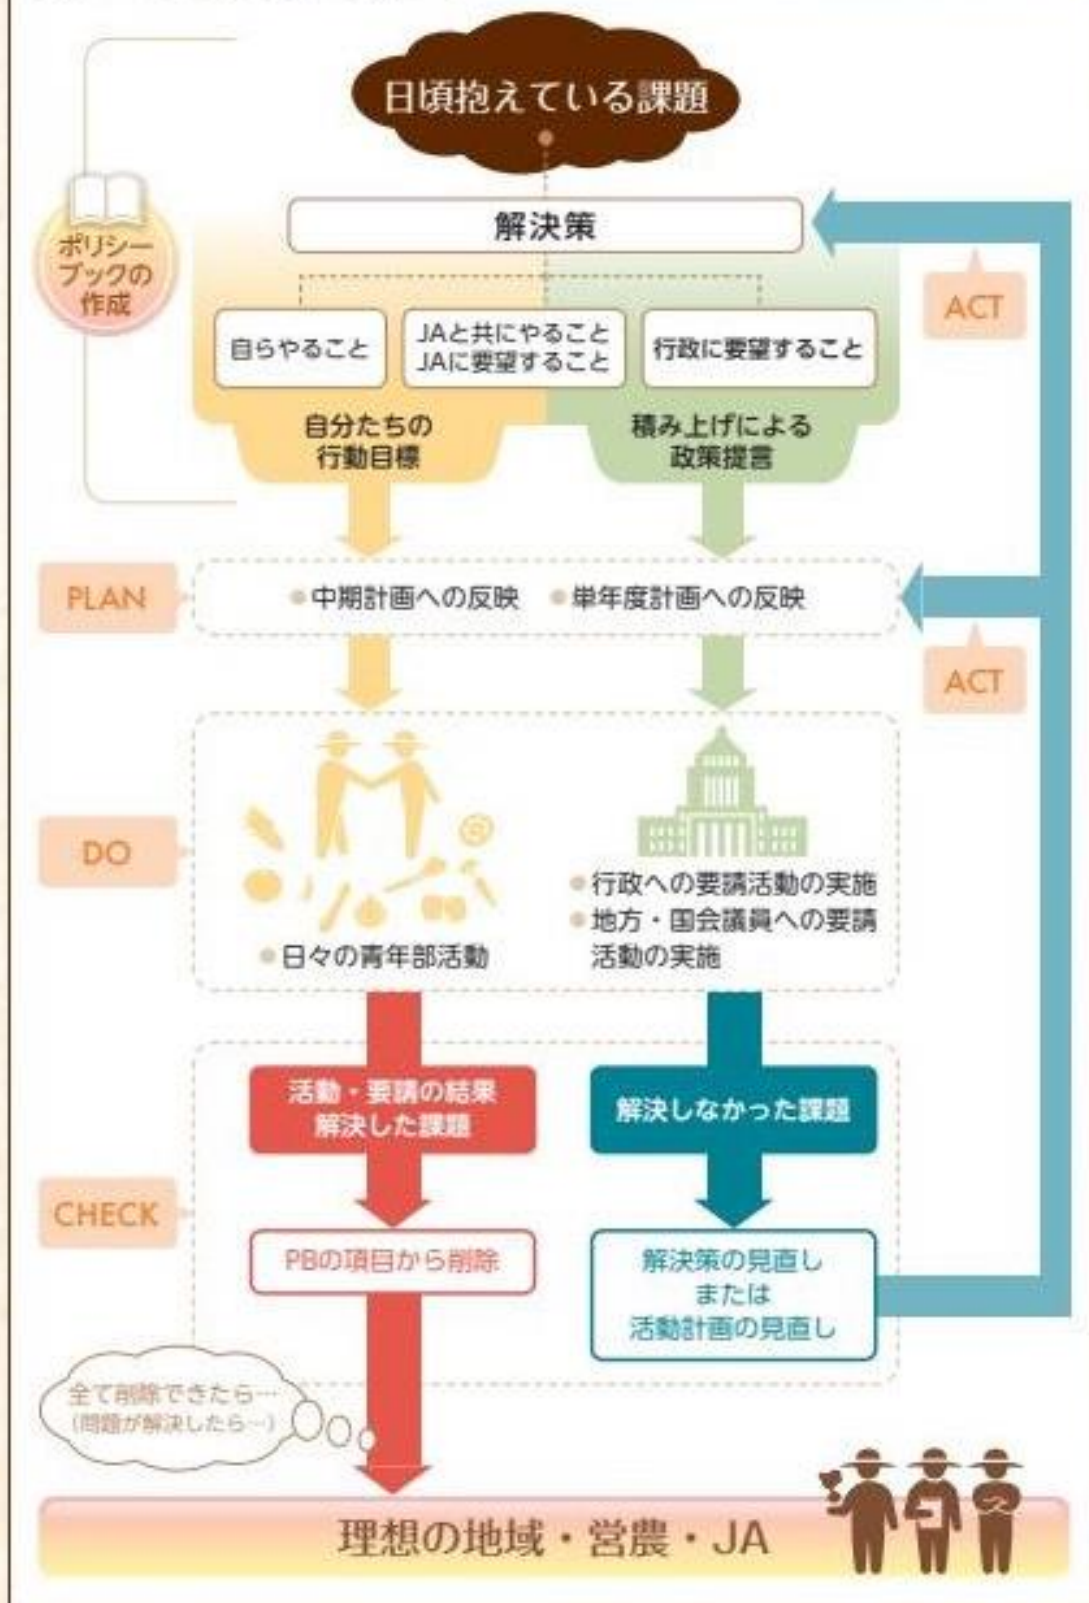 日頃抱えている課題
解決策
ポリシー
ブックの
作成
ACT
自らやること
JAと共にやること
JAに要望すること
行政に要望すること
自分たちの
行動目標
積み上げによる
政策提言
PLAN
中期計画への反映
単年度計画への反映
ACT
DO
日々の青年部活動
行政への要請活動の実施
地方・国会議員への要請
活動の実施
活動・要請の結果
解決した課題
解決しなかった課題
CHECK
PBの項目から削除
解決策の見直し
または
活動計画の見直し
全て削除できたら…
(問題が解決したら…)
理想の地域・営農・JA